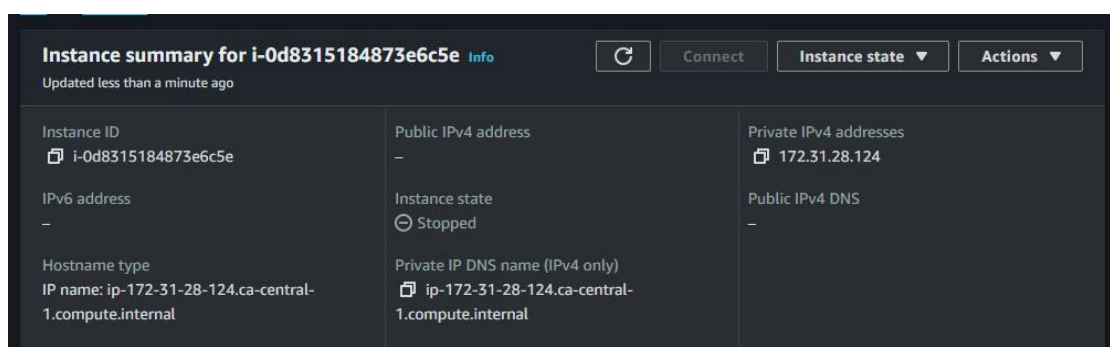 Instance summary for i-0d8315184873e6c5e Info
Connect
Instance state
Actions
Updated less than a minute ago
Instance ID
i-0d8315184873e6c5e
Public IPv4 address
–
Private IPv4 addresses
172.31.28.124
IPv6 address
–
Instance state
Stopped
Public IPv4 DNS
–
Hostname type
IP name: ip-172-31-28-124.ca-central-
1.compute.internal
Private IP DNS name (IPv4 only)
ip-172-31-28-124.ca-central-
1.compute.internal